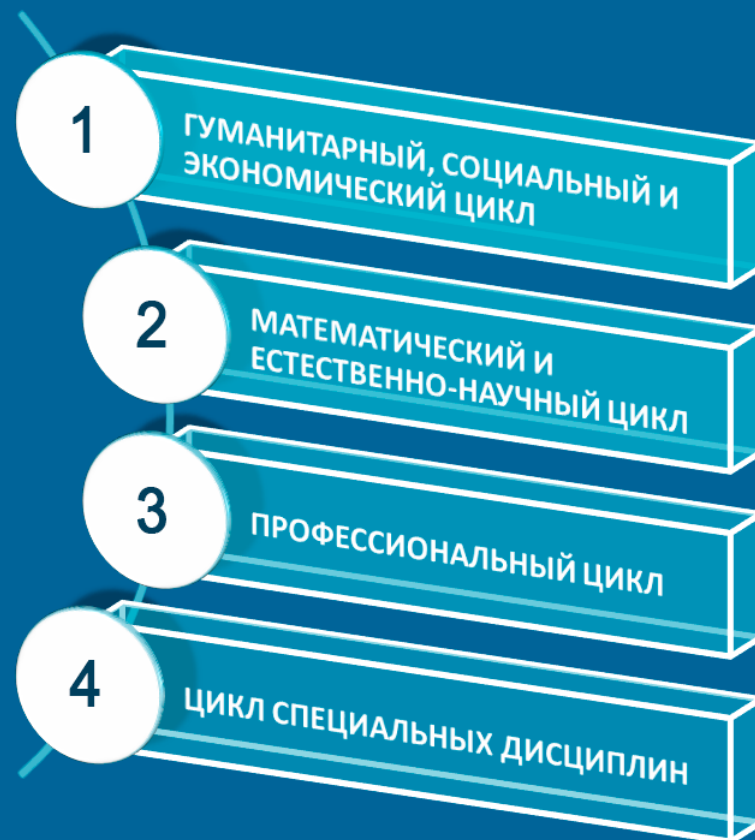 1
ГУМАНИТАРНЫЙ, СОЦИАЛЬНЫЙ И
ЭКОНОМИЧЕСКИЙ ЦИКЛ
2
МАТЕМАТИЧЕСКИЙ И
ЕСТЕСТВЕННО-НАУЧНЫЙ ЦИКЛ
3
ПРОФЕССИОНАЛЬНЫЙ ЦИКЛ
4
ЦИКЛ СПЕЦИАЛЬНЫХ ДИСЦИПЛИН